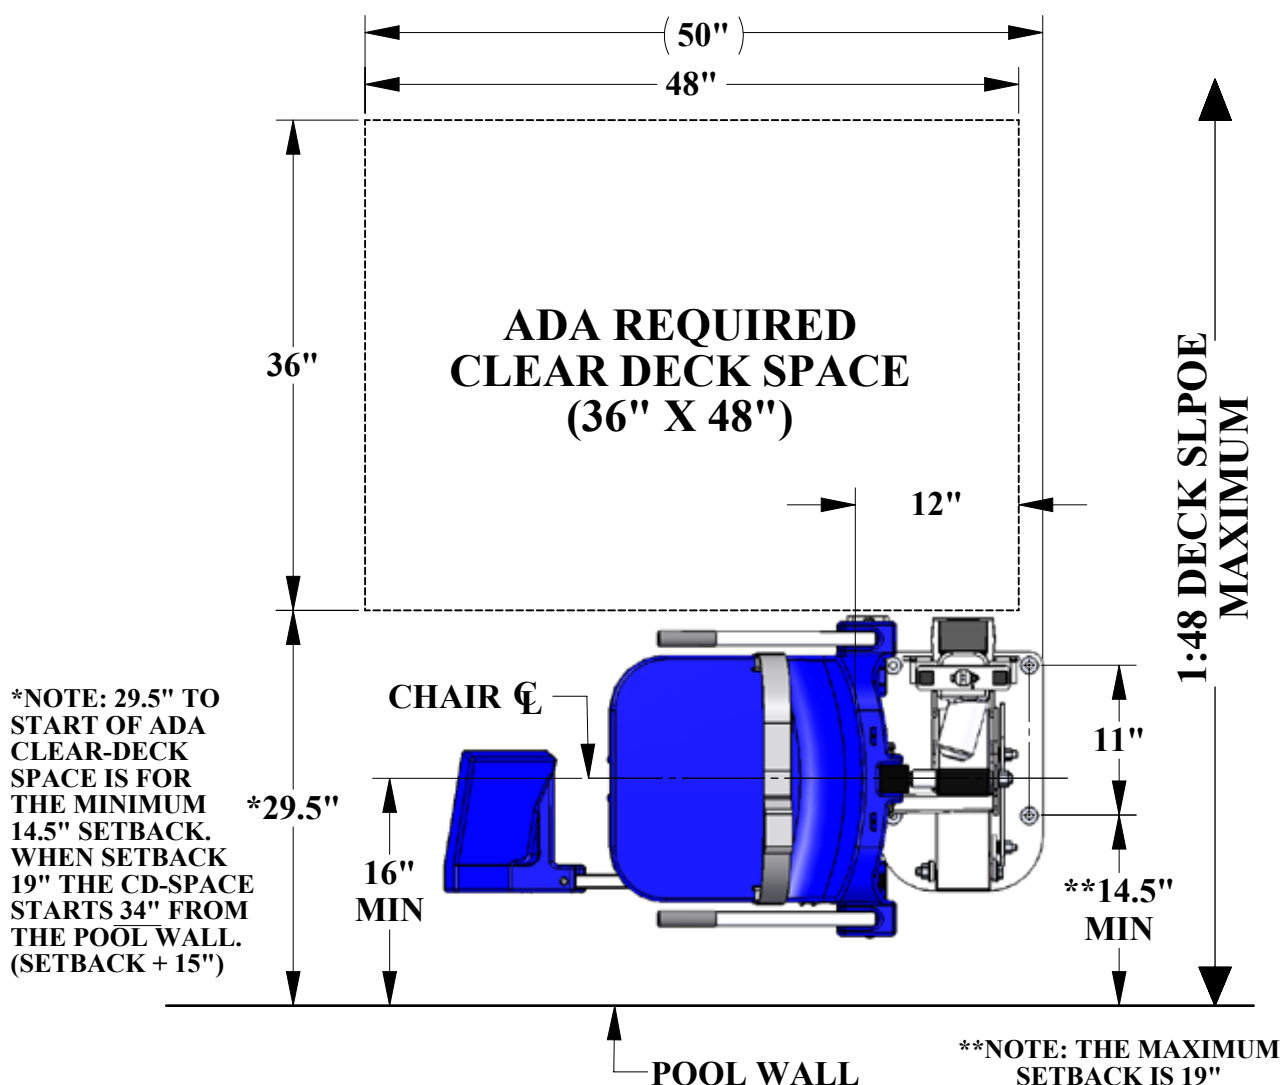 (50")
48"
36"
ADA REQUIRED
CLEAR DECK SPACE
(36" X 48")
12"
1:48 DECK SLPOE
MAXIMUM
CHAIR ℄
*NOTE: 29.5" TO
START OF ADA
CLEAR-DECK
SPACE IS FOR
THE MINIMUM
14.5" SETBACK.
WHEN SETBACK
19" THE CD-SPACE
STARTS 34" FROM
THE POOL WALL.
(SETBACK + 15")
*29.5"
16"
MIN
11"
**14.5"
MIN
POOL WALL
**NOTE: THE MAXIMUM
SETBACK IS 19"